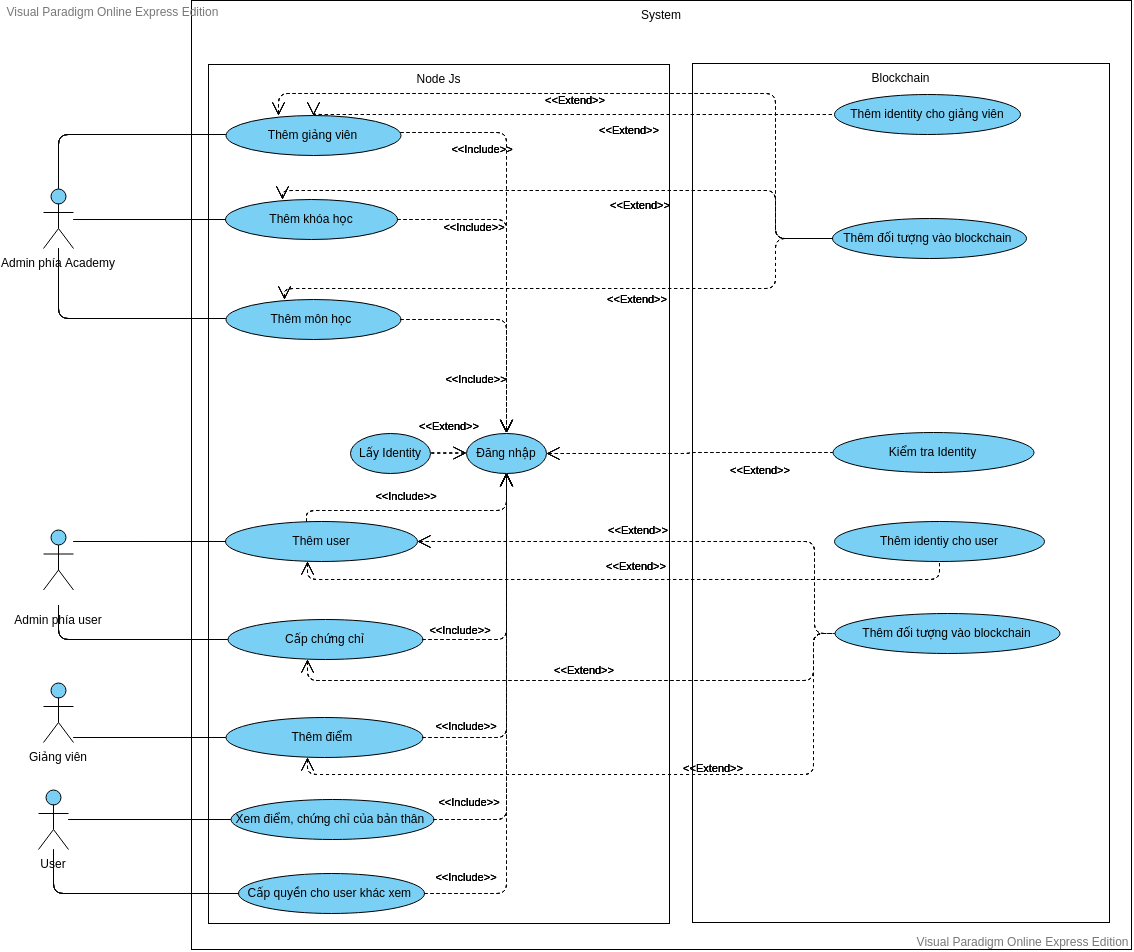 Visual Paradigm Online Express Edition
System
Node Js
Blockchain
<<Extend>>
Thêm identity cho giảng viên
<<Extend>>
Thêm giảng viên
<<Include>>
<<Extend>>
Thêm khóa học
<<Include>>
Thêm đối tượng vào blockchain
Admin phía Academy
<<Extend>>
Thêm môn học
<<Include>>
<<Extend>>
Lấy Identity
Đăng nhập
Kiểm tra Identity
<<Extend>>
<<Include>>
<<Extend>>
Thêm user
Thêm identiy cho user
<<Extend>>
Admin phía user
<<Include>>
Cấp chứng chỉ
Thêm đối tượng vào blockchain
<<Extend>>
<<Include>>
Thêm điểm
Giảng viên
<<Extend>>
<<Include>>
Xem điểm, chứng chỉ của bản thân
User
<<Include>>
Cấp quyền cho user khác xem
Visual Paradigm Online Express Edition